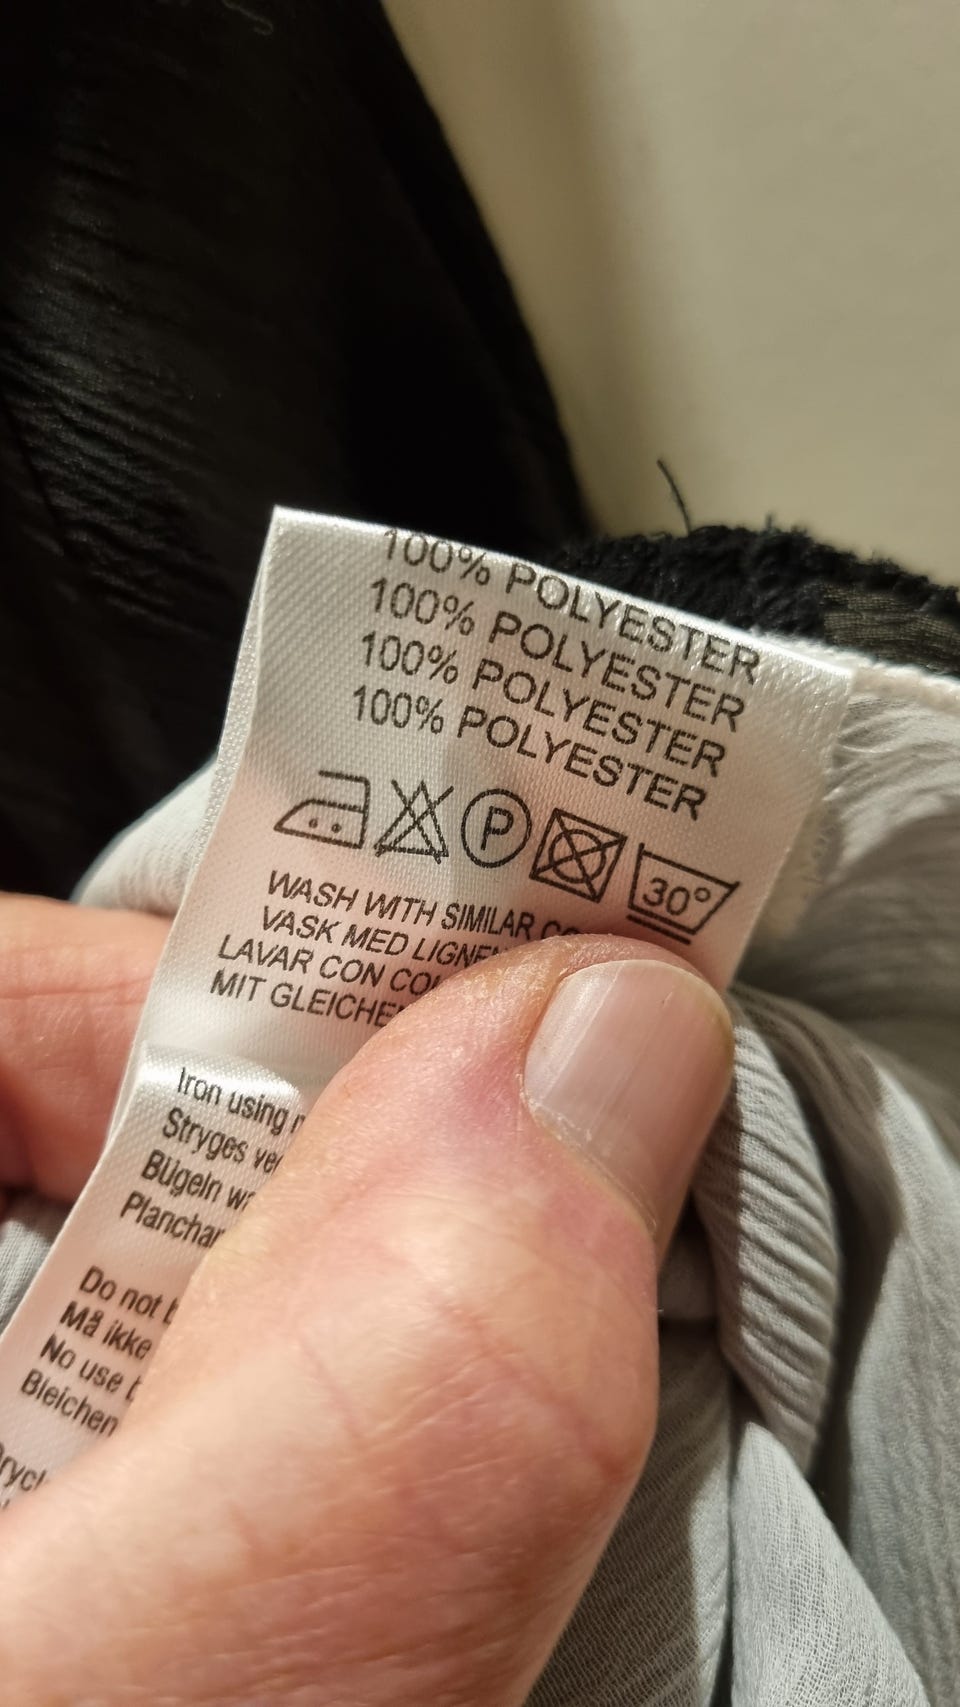 100% POLYESTER
100% POLYESTER
100% POLYESTER
100% POLYESTER
P 30°
WASH WITH SIMILAR
VASK MED
LAVAR CON
MIT
Iron using
Stryges
Bügeln
Planchar
Do not
Må ikke
No use
Bleichen